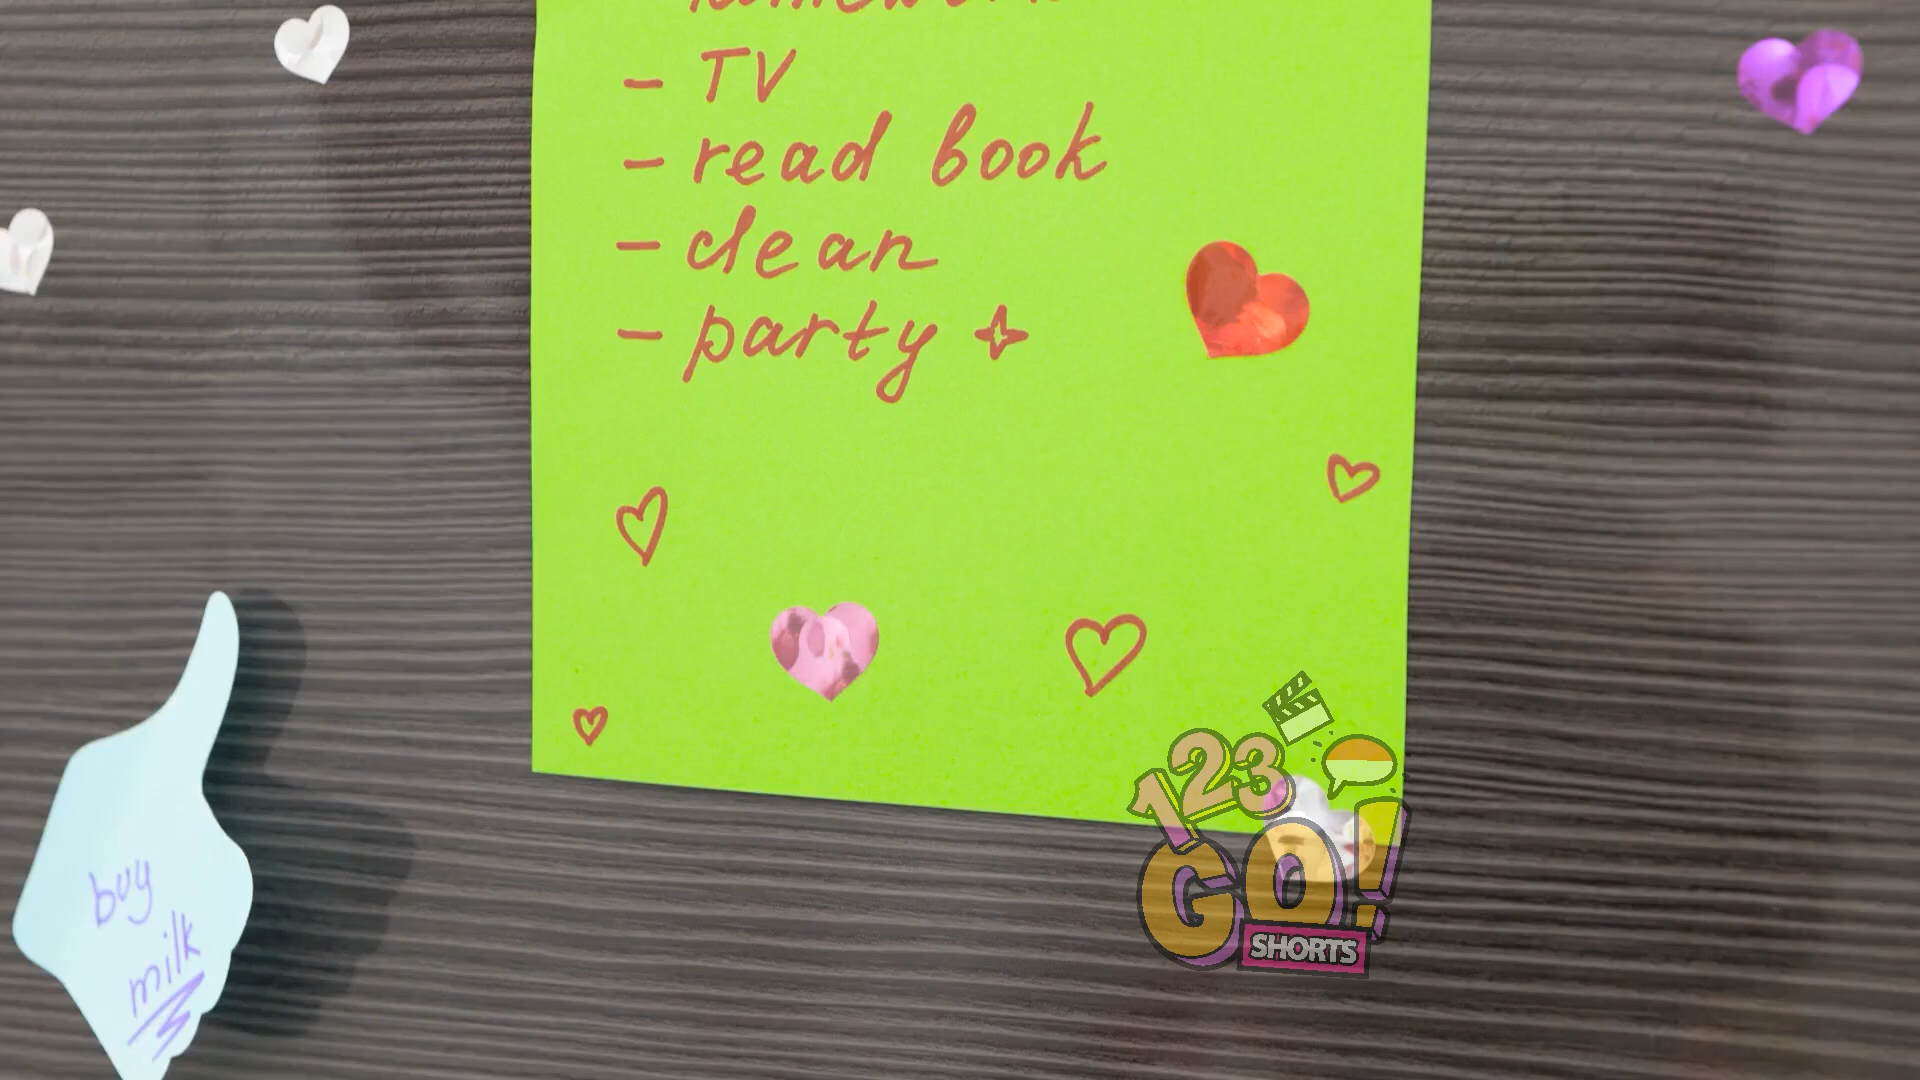 - TV
- read book
- clean
- party
buy
milk
123
GO!
SHORTS